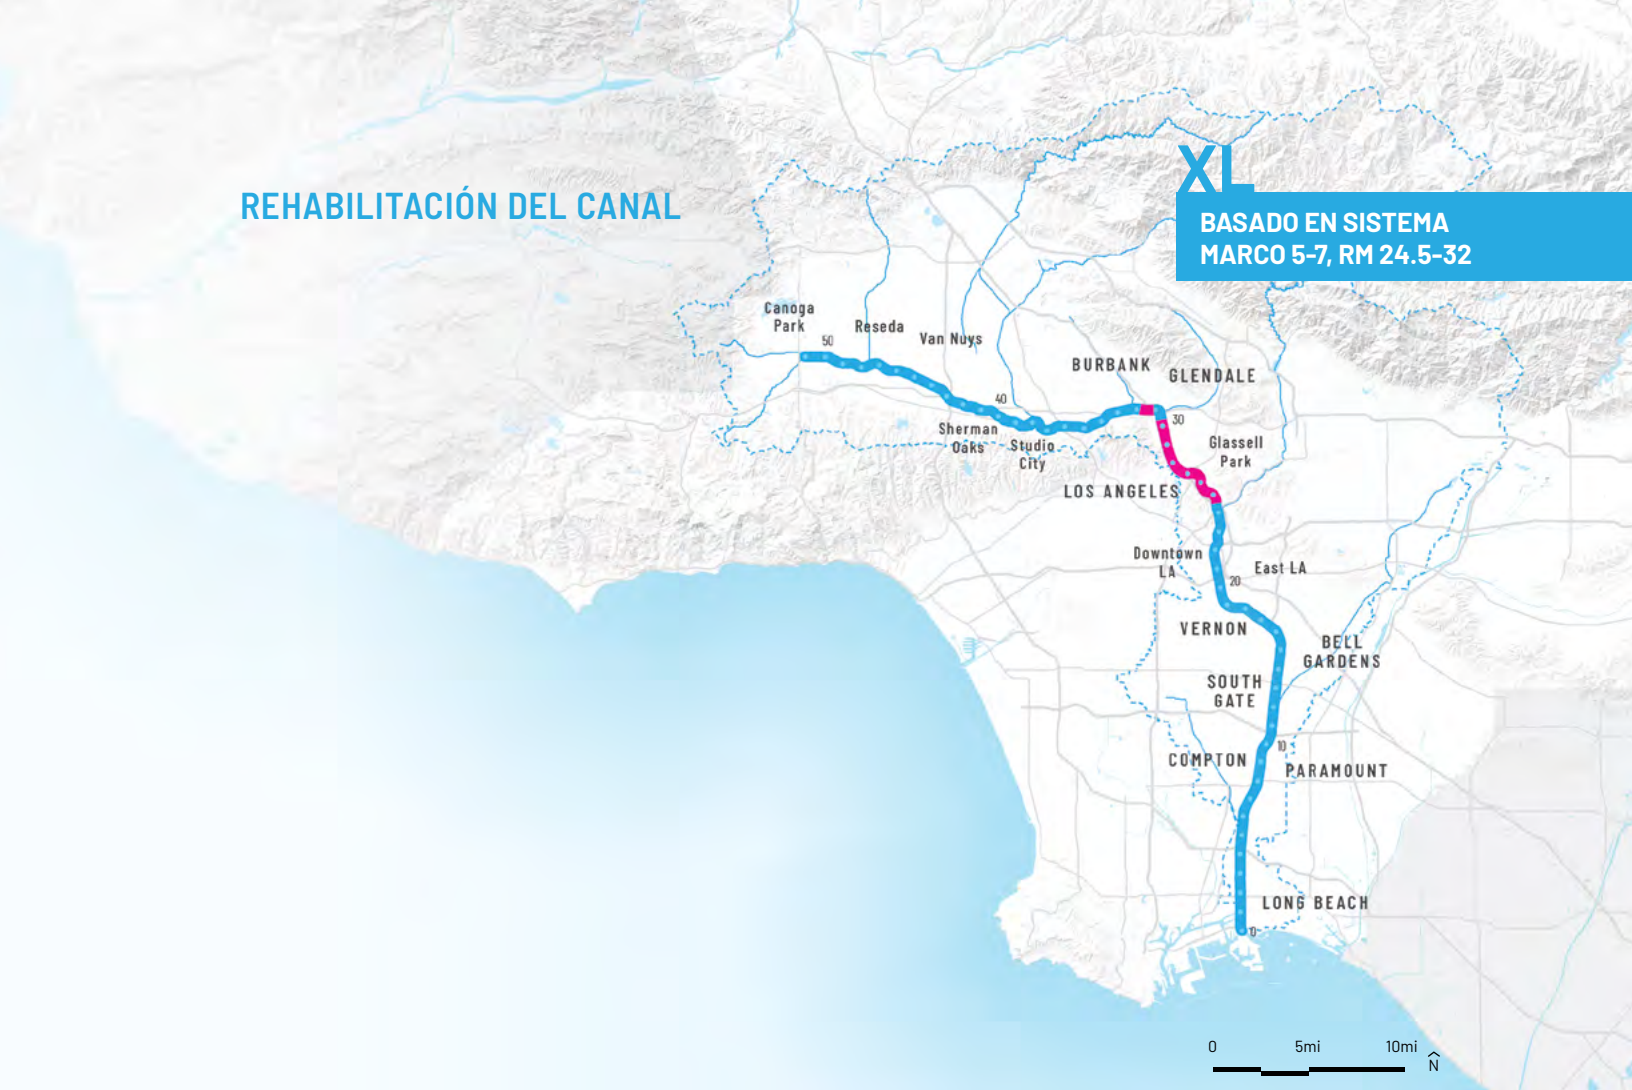 XL
REHABILITACIÓN DEL CANAL
BASADO EN SISTEMA
MARCO 5-7, RM 24.5-32
Canoga
Park
50
Reseda
Van Nuys
BURBANK
GLENDALE
40
30
Sherman
Oaks
Studio
City
Glassell
Park
LOS ANGELES
Downtown
LA
East LA
20
VERNON
BELL
GARDENS
SOUTH
GATE
10
COMPTON
PARAMOUNT
LONG BEACH
0
0
5mi
10mi
N